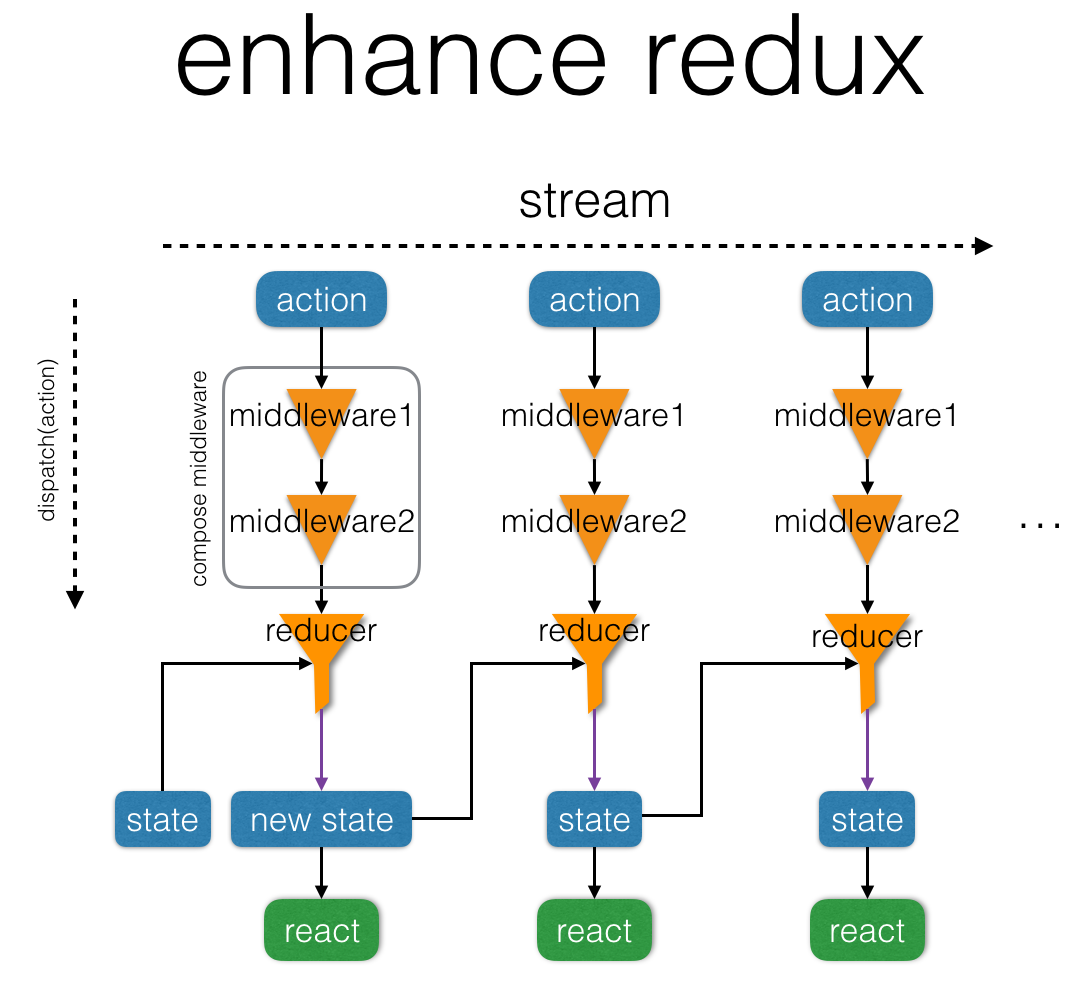 enhance redux
stream
action
action
action
dispatch(action)
compose middleware
middleware1
middleware1
middleware1
middleware2
middleware2
middleware2
...
reducer
reducer
reducer
state
new state
state
state
react
react
react